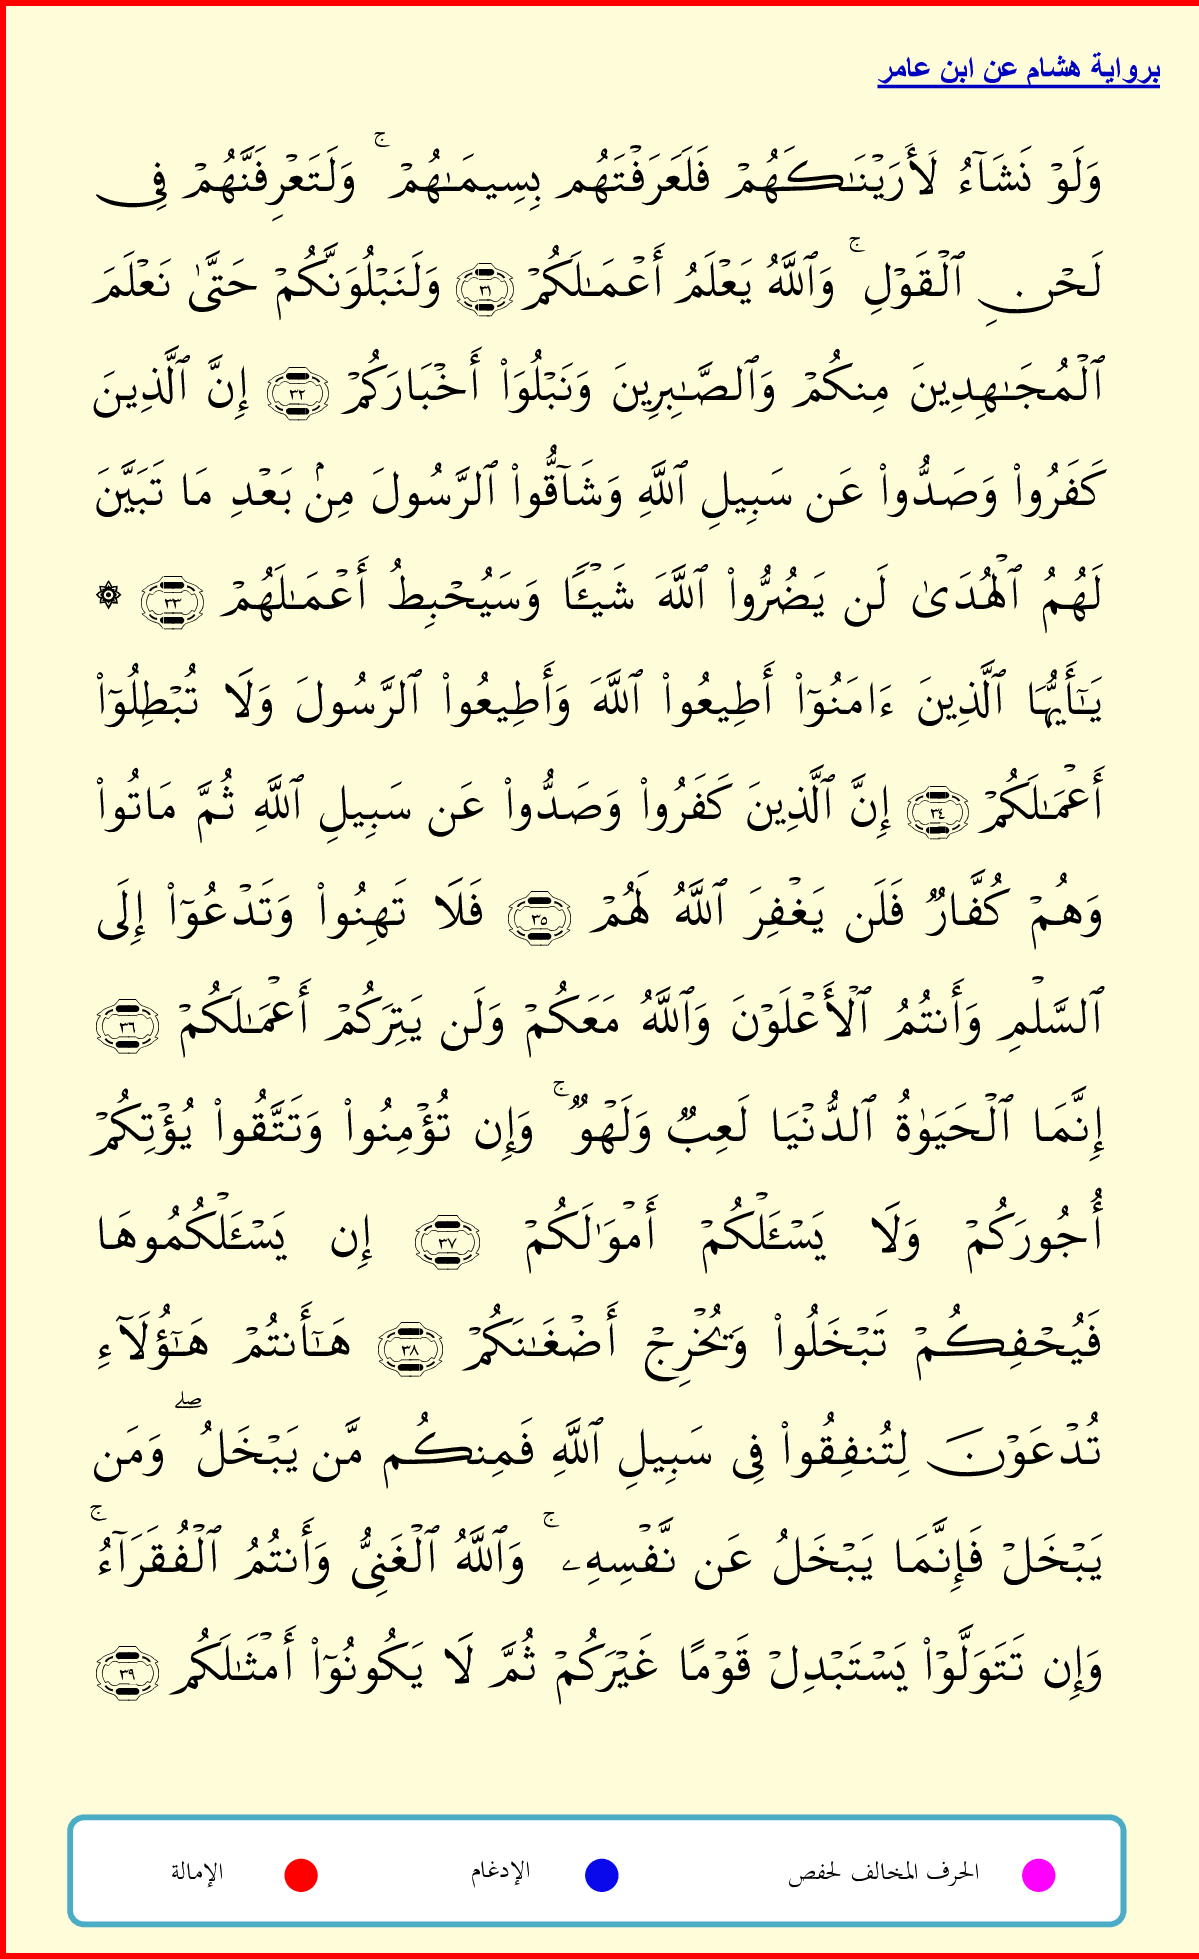 برواية هشام عن ابن عامر
وَلَوۡ نَشَآءُ لَأَرَيۡنَٰكَهُمۡ فَلَعَرَفۡتَهُم بِسِيمَٰهُمۡۚ وَلَتَعۡرِفَنَّهُمۡ فِي
لَحۡنِ ٱلۡقَوۡلِۚ وَٱللَّهُ يَعۡلَمُ أَعۡمَٰلَكُمۡ ٣١ وَلَنَبۡلُوَنَّكُمۡ حَتَّىٰ نَعۡلَمَ
ٱلۡمُجَٰهِدِينَ مِنكُمۡ وَٱلصَّٰبِرِينَ وَنَبۡلُوَاْ أَخۡبَارَكُمۡ ٣٢ إِنَّ ٱلَّذِينَ
كَفَرُواْ وَصَدُّواْ عَن سَبِيلِ ٱللَّهِ وَشَآقُّواْ ٱلرَّسُولَ مِنۢ بَعۡدِ مَا تَبَيَّنَ
لَهُمُ ٱلۡهُدَىٰ لَن يَضُرُّواْ ٱللَّهَ شَيۡـٔٗا وَسَيُحۡبِطُ أَعۡمَٰلَهُمۡ ٣٣ ۞
يَٰٓأَيُّهَا ٱلَّذِينَ ءَامَنُوٓاْ أَطِيعُواْ ٱللَّهَ وَأَطِيعُواْ ٱلرَّسُولَ وَلَا تُبۡطِلُوٓاْ
أَعۡمَٰلَكُمۡ ٣٤ إِنَّ ٱلَّذِينَ كَفَرُواْ وَصَدُّواْ عَن سَبِيلِ ٱللَّهِ ثُمَّ مَاتُواْ
وَهُمۡ كُفَّارٞ فَلَن يَغۡفِرَ ٱللَّهُ لَهُمۡ ٣٥ فَلَا تَهِنُواْ وَتَدۡعُوٓاْ إِلَى
ٱلسَّلۡمِ وَأَنتُمُ ٱلۡأَعۡلَوۡنَ وَٱللَّهُ مَعَكُمۡ وَلَن يَتِرَكُمۡ أَعۡمَٰلَكُمۡ ٣٦
إِنَّمَا ٱلۡحَيَوٰةُ ٱلدُّنۡيَا لَعِبٞ وَلَهۡوٞۚ وَإِن تُؤۡمِنُواْ وَتَتَّقُواْ يُؤۡتِكُمۡ
أُجُورَكُمۡ وَلَا يَسۡـَٔلۡكُمۡ أَمۡوَٰلَكُمۡ ٣٧ إِن يَسۡـَٔلۡكُمُوهَا
فَيُحۡفِكُمۡ تَبۡخَلُواْ وَيُخۡرِجۡ أَضۡغَٰنَكُمۡ ٣٨ هَٰٓأَنتُمۡ هَٰٓؤُلَآءِ
تُدۡعَوۡنَ لِتُنفِقُواْ فِي سَبِيلِ ٱللَّهِ فَمِنكُم مَّن يَبۡخَلُۖ وَمَن
يَبۡخَلۡ فَإِنَّمَا يَبۡخَلُ عَن نَّفۡسِهِۦۚ وَٱللَّهُ ٱلۡغَنِيُّ وَأَنتُمُ ٱلۡفُقَرَآءُۚ
وَإِن تَتَوَلَّوۡاْ يَسۡتَبۡدِلۡ قَوۡمًا غَيۡرَكُمۡ ثُمَّ لَا يَكُونُوٓاْ أَمۡثَٰلَكُم ٣٩
الحرف المخالف لحفص الإدغام الإمالة